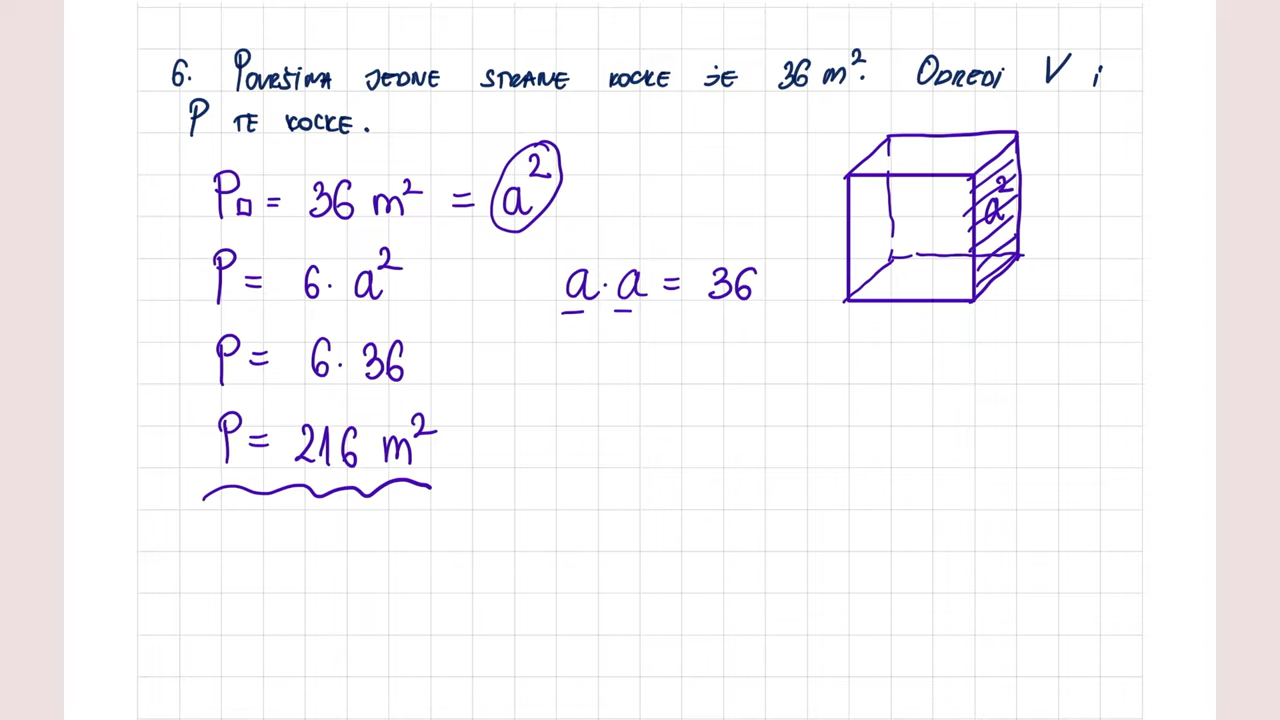 6. POVRŠINA JEDNE STRANE KOCKE JE 36 m². ODREDI V i
P TE KOCKE.
P□ = 36 m² = a²
a²
P = 6 · a²
a · a = 36
P = 6 · 36
P = 216 m²